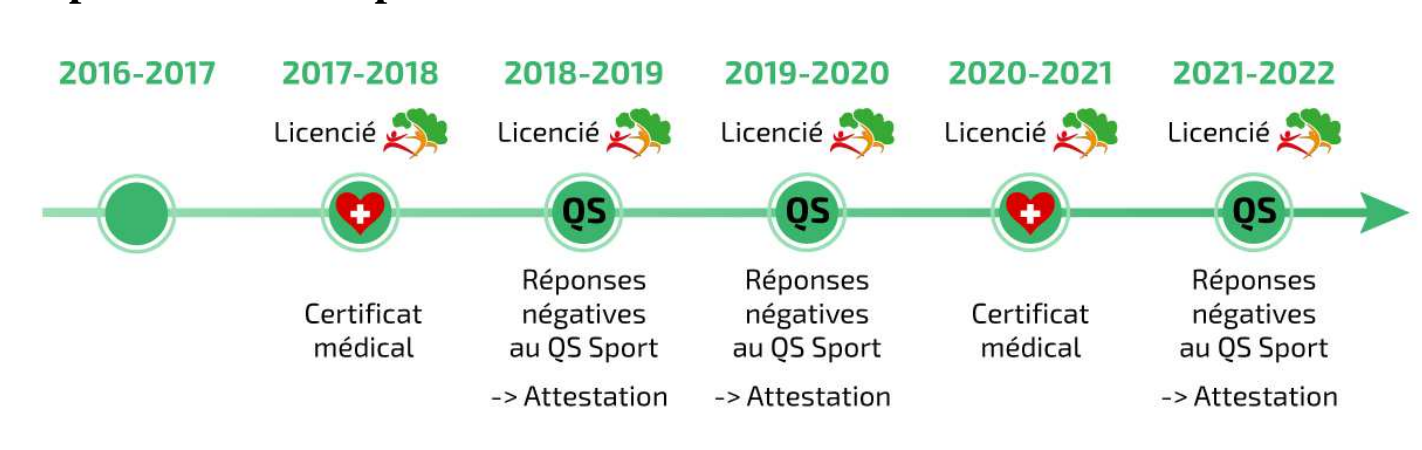 2016-2017 2017-2018 2018-2019 2019-2020 2020-2021 2021-2022
Licencié Licencié Licencié Licencié Licencié
QS QS QS
Certificat
médical
Réponses
négatives
au QS Sport
-> Attestation
Réponses
négatives
au QS Sport
-> Attestation
Certificat
médical
Réponses
négatives
au QS Sport
-> Attestation